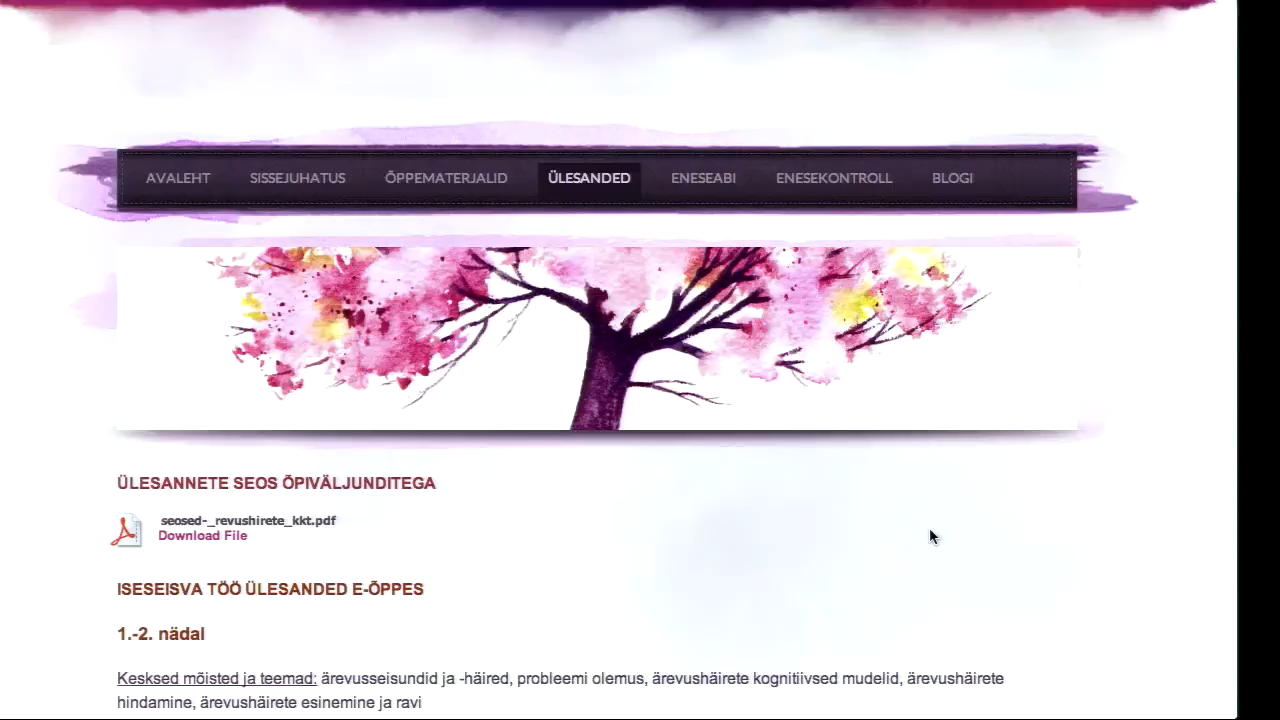 AVALEHT SISSEJUHATUS ÕPPEMATERJALID ÜLESANDED ENESEABI ENESEKONTROLL BLOGI
ÜLESANNETE SEOS ÕPIVÄLJUNDITEGA
seosed-_revushirete_kkt.pdf
Download File
ISESEISVA TÖÖ ÜLESANDED E-ÕPPES
1.-2. nädal
Kesksed mõisted ja teemad: ärevusseisundid ja -häired, probleemi olemus, ärevushäirete kognitiivsed mudelid, ärevushäirete
hindamine, ärevushäirete esinemine ja ravi